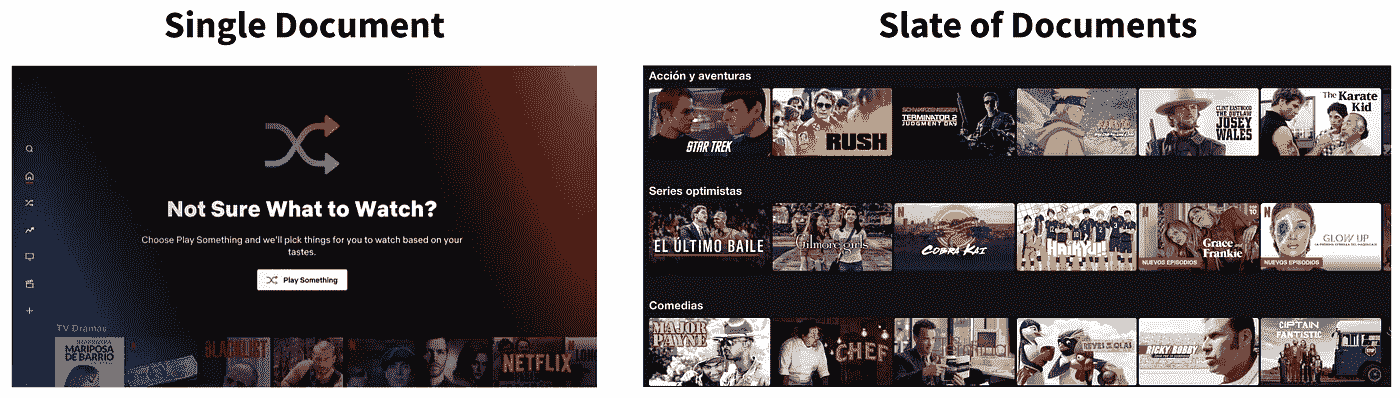 Single Document
Not Sure What to Watch?
Choose Play Something and we'll pick things for you to watch based on your
tastes.
Play Something
TV Dramas
MARIPOSA
DE BARRIO
BLACKLIST
NETFLIX
Slate of Documents
Acción y aventuras
STAR TREK
RUSH
SCHWARZENEGGER
TERMINATOR 2
JUDGMENT DAY
CLINT EASTWOOD
THE OUTLAW
JOSEY
WALES
The Karate
Kid
Series optimistas
N
EL ÚLTIMO BAILE
Gilmore girls
N
COBRA KAI
HAIKYU!!
N
Grace and
Frankie
NUEVOS EPISODIOS
TOP
10
N
GLOW UP
NUEVOS EPISODIOS
Comedias
MAJOR
PAYNE
CHEF
RICKY BOBBY
CAPTAIN
FANTASTIC